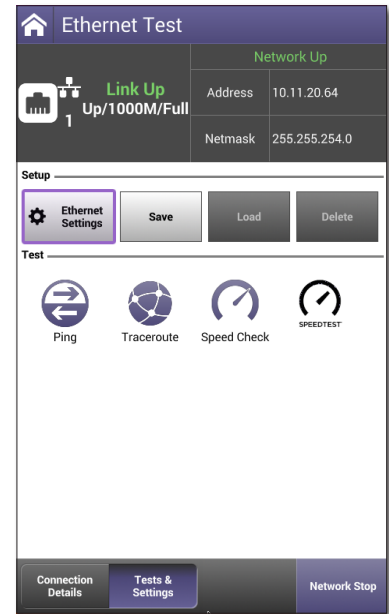 Ethernet Test
Network Up
Link Up
Up/1000M/Full
1
Address
10.11.20.64
Netmask
255.255.254.0
Setup
Ethernet
Settings
Save
Load
Delete
Test
Ping
Traceroute
Speed Check
SPEEDTEST
Connection
Details
Tests &
Settings
Network Stop